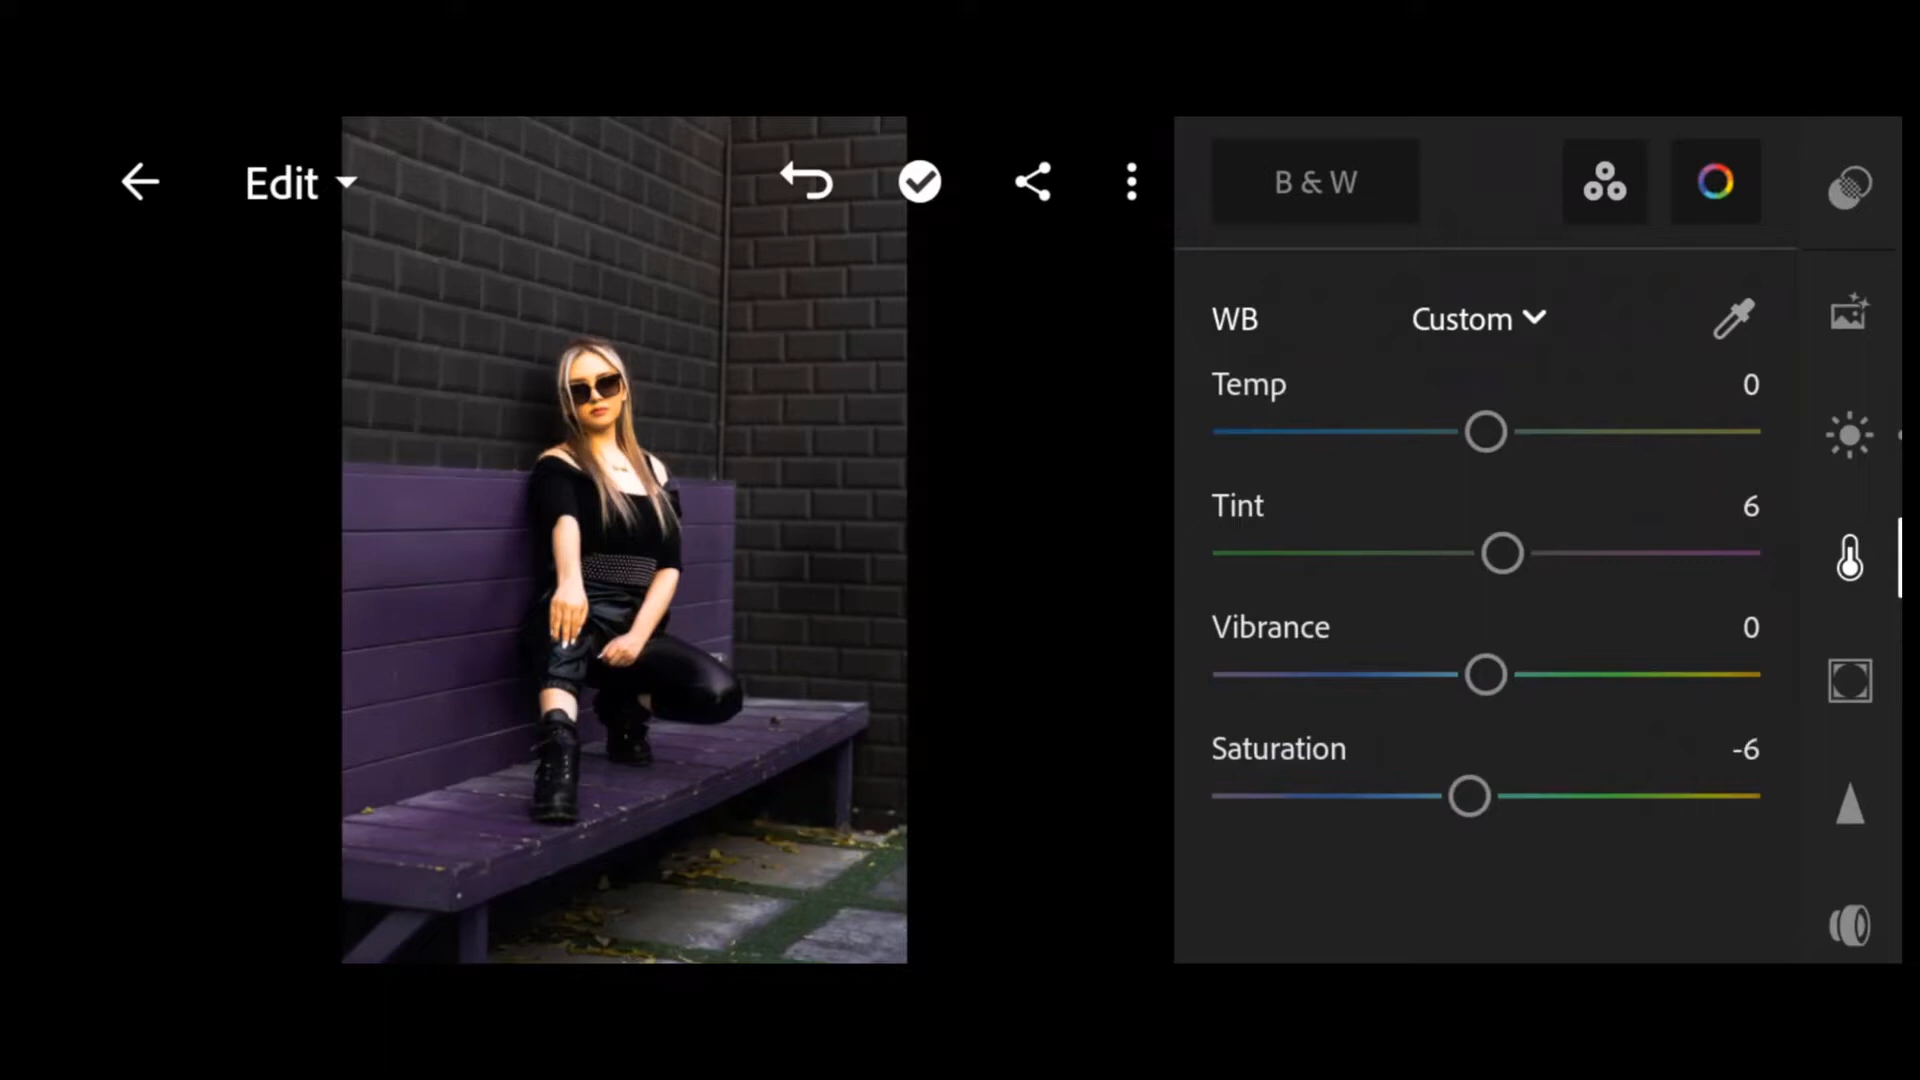 Edit
B & W
WB Custom
Temp 0
Tint 6
Vibrance 0
Saturation -6